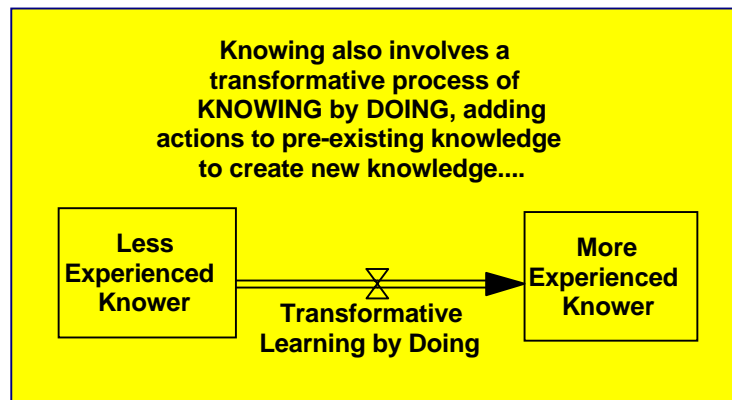 Knowing also involves a
transformative process of
KNOWING by DOING, adding
actions to pre-existing knowledge
to create new knowledge....
Less
Experienced
Knower
Transformative
Learning by Doing
More
Experienced
Knower